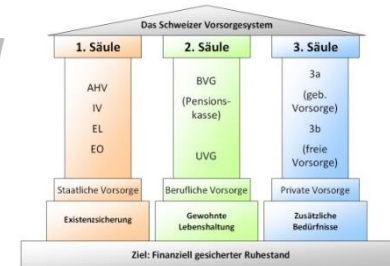 Das Schweizer Vorsorgesystem
1. Säule
AHV
IV
EL
EO
Staatliche Vorsorge
Existenzsicherung
2. Säule
BVG
(Pensions-
kasse)
UVG
Berufliche Vorsorge
Gewohnte
Lebenshaltung
3. Säule
3a
(geb.
Vorsorge)
3b
(freie
Vorsorge)
Private Vorsorge
Zusätzliche
Bedürfnisse
Ziel: Finanziell gesicherter Ruhestand